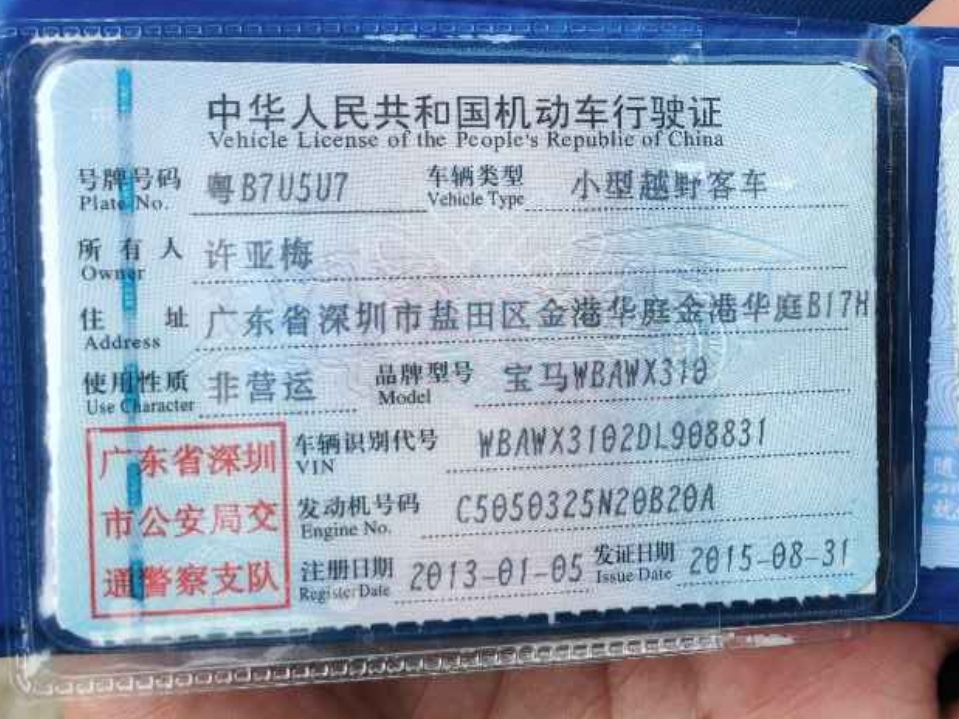 中华人民共和国机动车行驶证
Vehicle License of the People's Republic of China
号牌号码 粤B7U5U7 车辆类型 小型越野客车
Plate No. Vehicle Type
所有人 许亚梅
Owner
住址 广东省深圳市盐田区金港华庭金港华庭B17H
Address
使用性质 非营运 品牌型号 宝马WBAWX310
Use Character Model
广东省深圳
市公安局交
通警察支队
车辆识别代号 WBAWX3102DL908831
VIN
发动机号码 C5050325N20B20A
Engine No.
注册日期 2013-01-05 发证日期 2015-08-31
Register Date Issue Date